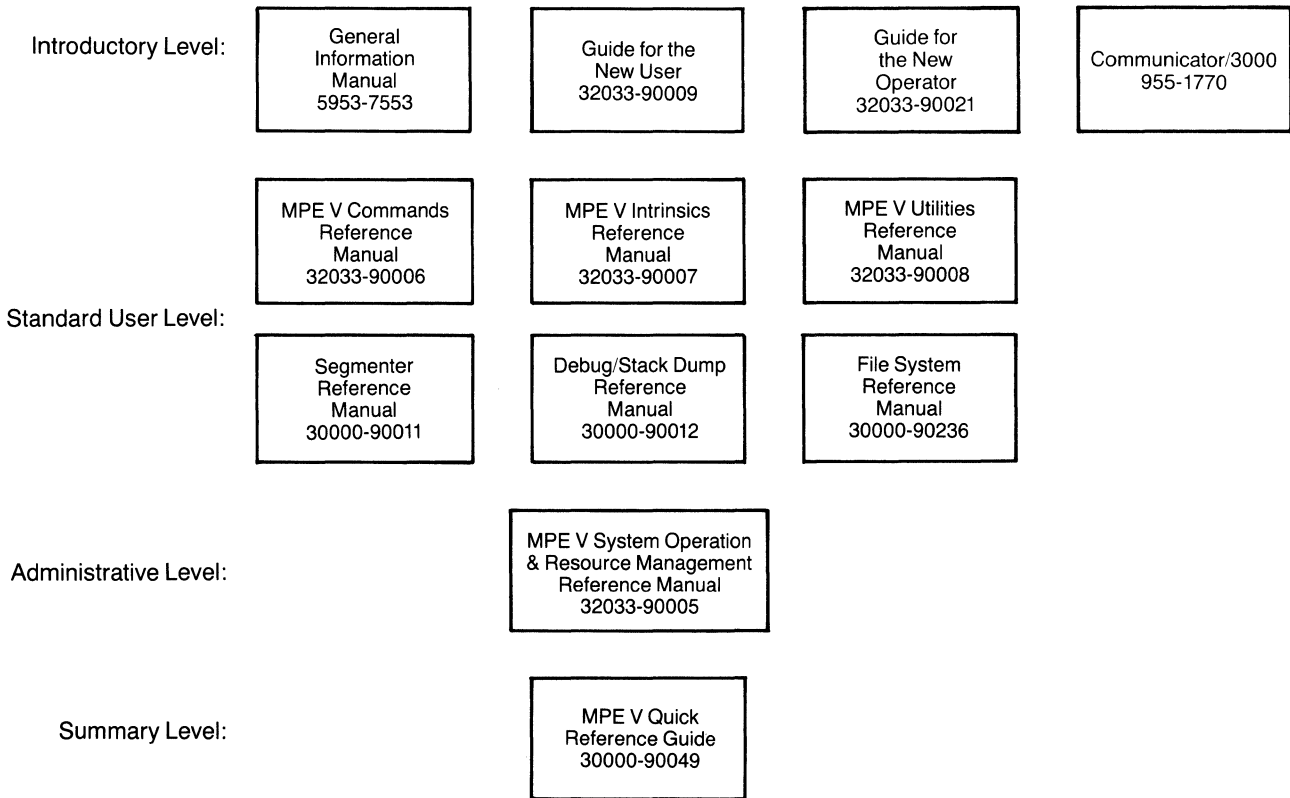 Introductory Level:
General
Information
Manual
5953-7553
Guide for the
New User
32033-90009
Guide for
the New
Operator
32033-90021
Communicator/3000
955-1770
Standard User Level:
MPE V Commands
Reference
Manual
32033-90006
MPE V Intrinsics
Reference
Manual
32033-90007
MPE V Utilities
Reference
Manual
32033-90008
Segmenter
Reference
Manual
30000-90011
Debug/Stack Dump
Reference
Manual
30000-90012
File System
Reference
Manual
30000-90236
Administrative Level:
MPE V System Operation
& Resource Management
Reference Manual
32033-90005
Summary Level:
MPE V Quick
Reference Guide
30000-90049